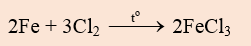 2Fe + 3Cl₂ —t°→ 2FeCl₃